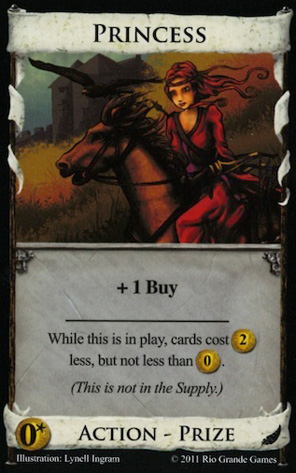 PRINCESS
+ 1 Buy
While this is in play, cards cost 2
less, but not less than 0.
(This is not in the Supply.)
0* ACTION - PRIZE
Illustration: Lynell Ingram © 2011 Rio Grande Games